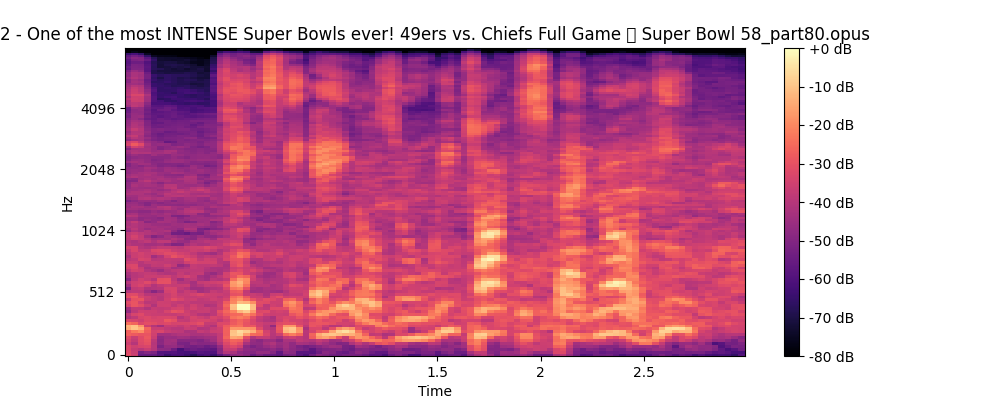 2 - One of the most INTENSE Super Bowls ever! 49ers vs. Chiefs Full Game ▯ Super Bowl 58_part80.opus
+0 dB
-10 dB
-20 dB
-30 dB
-40 dB
-50 dB
-60 dB
-70 dB
-80 dB
4096
2048
1024
512
0
Hz
0 0.5 1 1.5 2 2.5
Time